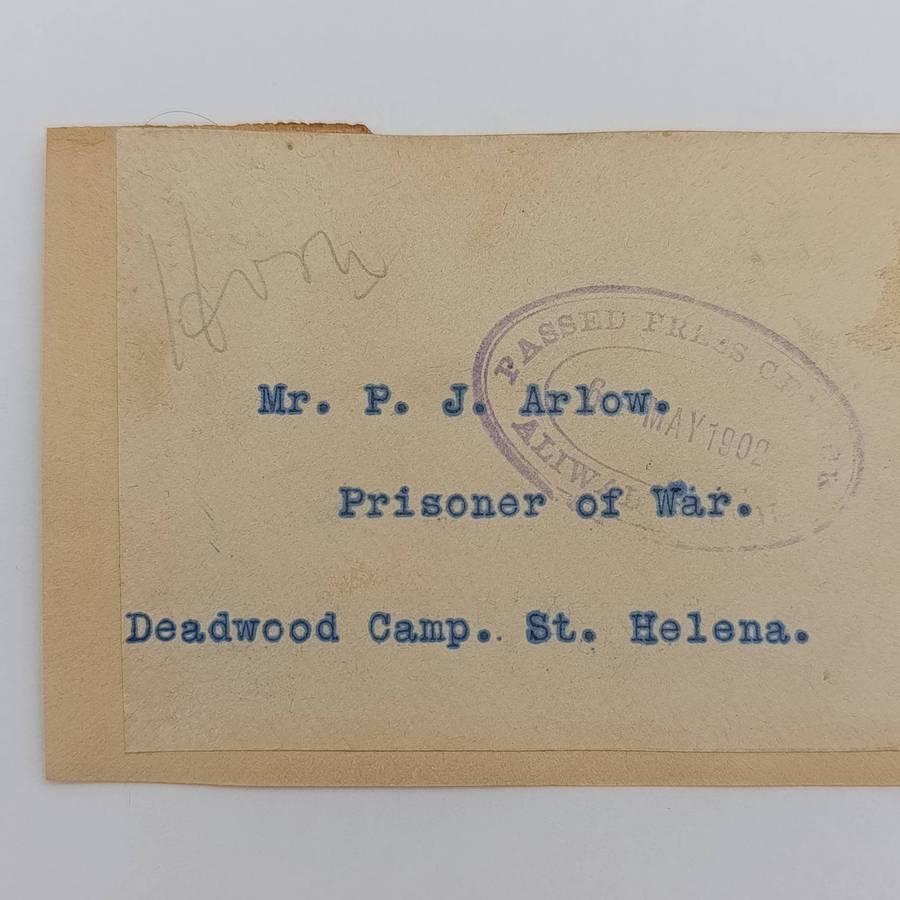 Mr. P. J. Arlow.
Prisoner of War.
Deadwood Camp. St. Helena.
PASSED PRESS
MAY 1902